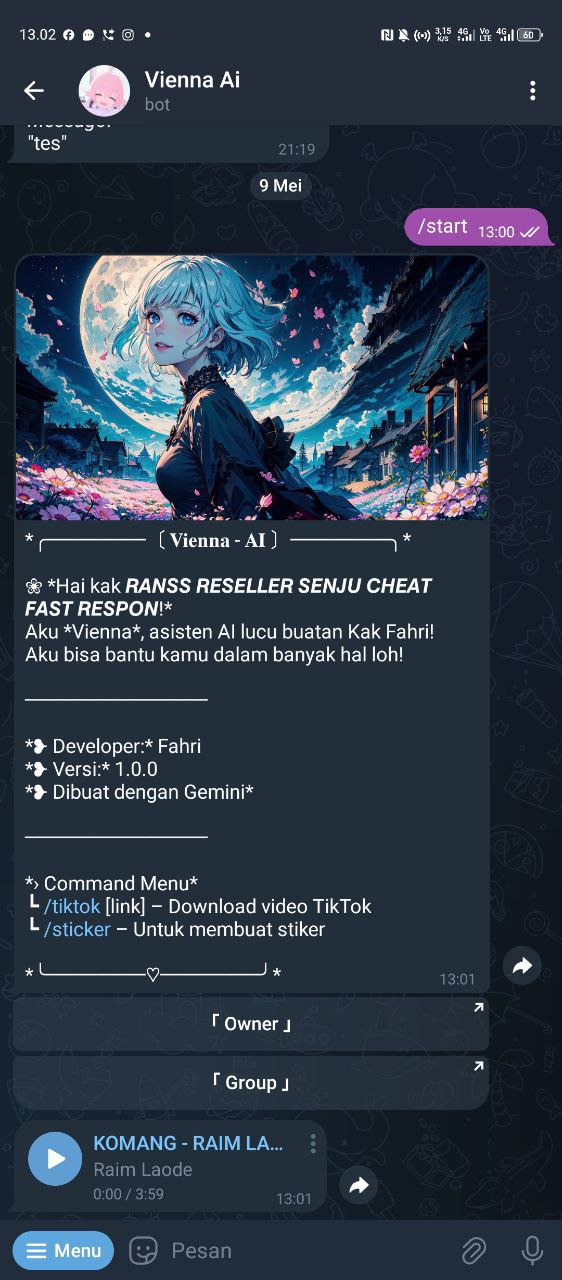 13.02
3,15 K/S
4G
Vo LTE
4G
60
Vienna Ai
bot
"tes"
21:19
9 Mei
/start 13:00
*╭───────〔 Vienna - AI 〕───────╮*
❀ *Hai kak RANSS RESELLER SENJU CHEAT
FAST RESPON!*
Aku *Vienna*, asisten AI lucu buatan Kak Fahri!
Aku bisa bantu kamu dalam banyak hal loh!
*❥ Developer:* Fahri
*❥ Versi:* 1.0.0
*❥ Dibuat dengan Gemini*
*› Command Menu*
┗ /tiktok [link] – Download video TikTok
┗ /sticker – Untuk membuat stiker
*╰───────♡───────╯*
13:01
「 Owner 」
「 Group 」
KOMANG - RAIM LA...
Raim Laode
0:00 / 3:59
13:01
Menu
Pesan